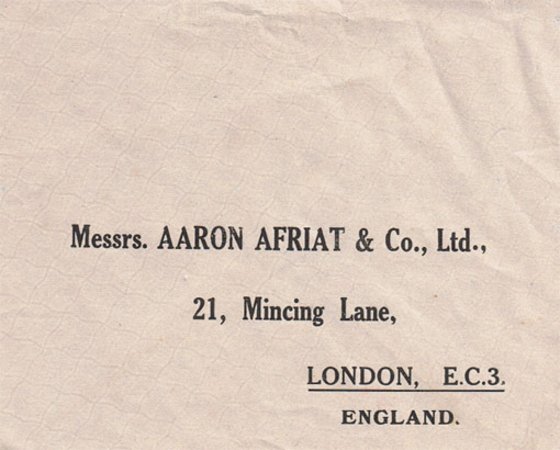 Messrs. AARON AFRIAT & Co., Ltd.,
21, Mincing Lane,
LONDON, E.C.3.
ENGLAND.